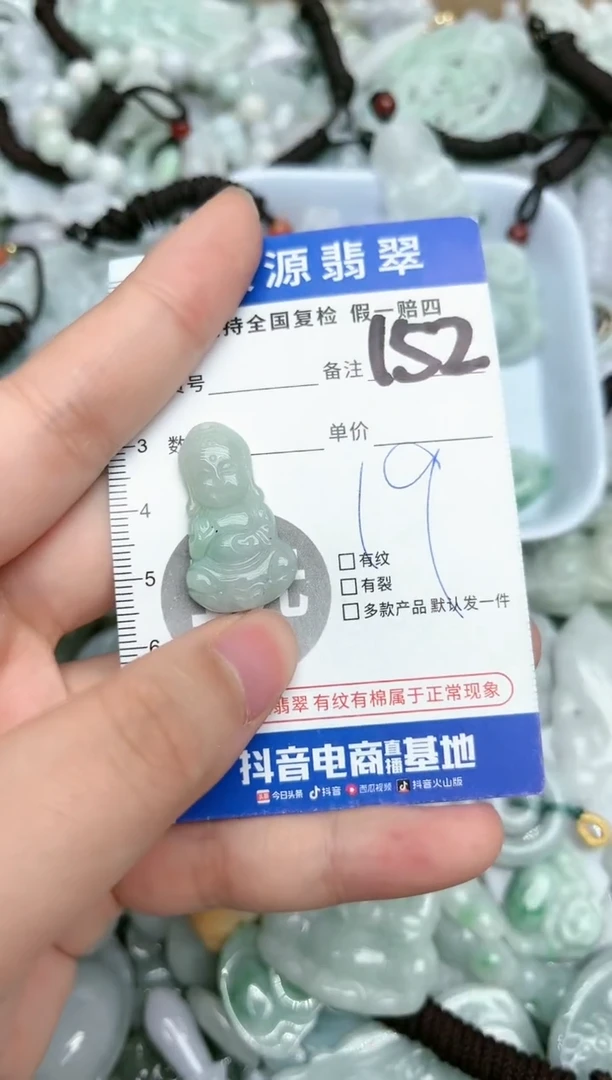 源翡翠
持全国复检 假一赔四
号 备注 152
3 数 单价
19
4
有纹
5 有裂
多款产品 默认发一件
6
翡翠 有纹有棉属于正常现象
抖音电商直播基地
今日头条 抖音 西瓜视频 抖音火山版